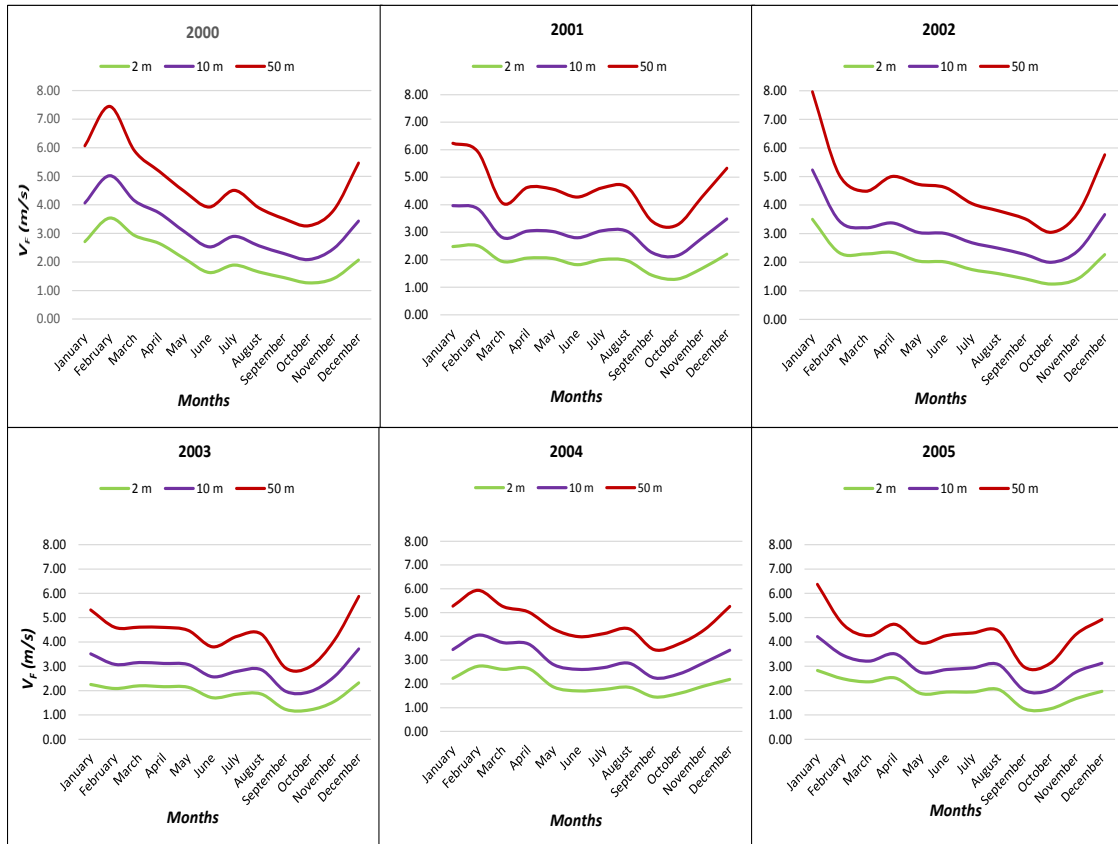 2000
2 m 10 m 50 m
8.00
7.00
6.00
5.00
4.00
3.00
2.00
1.00
0.00
V_F (m/s)
January
February
March
April
May
June
July
August
September
October
November
December
Months
2001
2 m 10 m 50 m
8.00
7.00
6.00
5.00
4.00
3.00
2.00
1.00
0.00
January
February
March
April
May
June
July
August
September
October
November
December
Months
2002
2 m 10 m 50 m
8.00
7.00
6.00
5.00
4.00
3.00
2.00
1.00
0.00
January
February
March
April
May
June
July
August
September
October
November
December
Months
2003
2 m 10 m 50 m
8.00
7.00
6.00
5.00
4.00
3.00
2.00
1.00
0.00
V_F (m/s)
January
February
March
April
May
June
July
August
September
October
November
December
Months
2004
2 m 10 m 50 m
8.00
7.00
6.00
5.00
4.00
3.00
2.00
1.00
0.00
January
February
March
April
May
June
July
August
September
October
November
December
Months
2005
2 m 10 m 50 m
8.00
7.00
6.00
5.00
4.00
3.00
2.00
1.00
0.00
January
February
March
April
May
June
July
August
September
October
November
December
Months